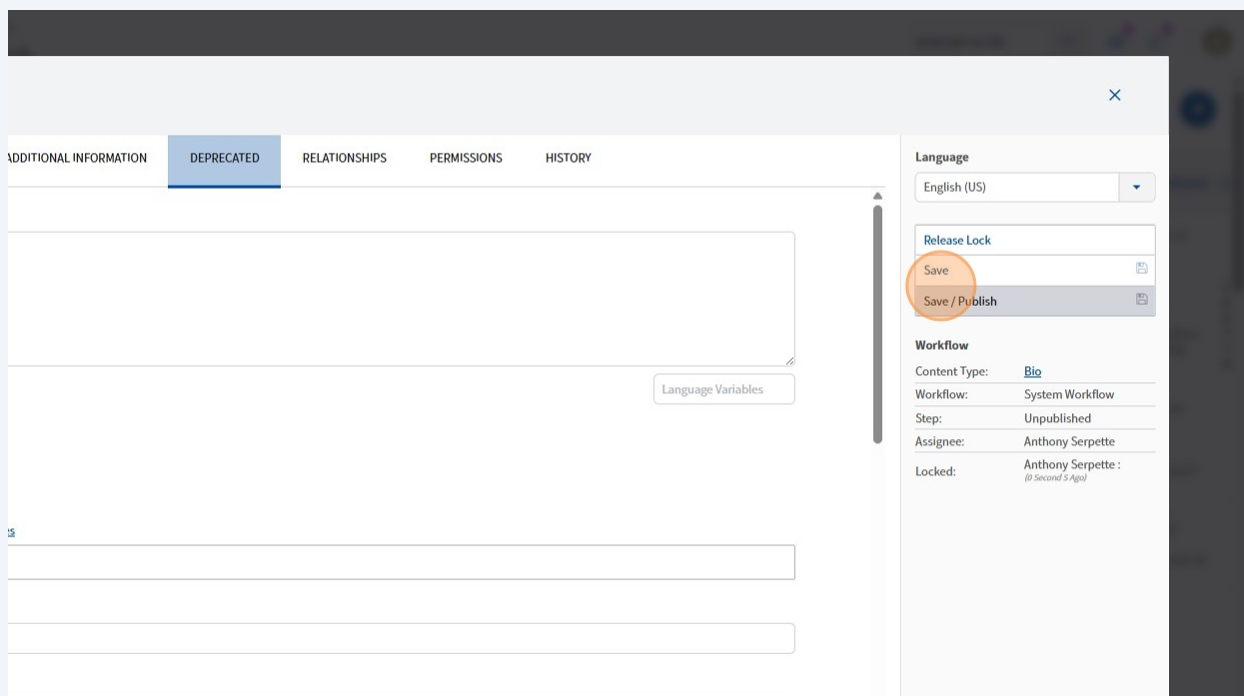 ADDITIONAL INFORMATION DEPRECATED RELATIONSHIPS PERMISSIONS HISTORY
Language Variables
Language
English (US)
Release Lock
Save
Save / Publish
Workflow
Content Type: Bio
Workflow: System Workflow
Step: Unpublished
Assignee: Anthony Serpette
Locked: Anthony Serpette :
(0 Second S Ago)